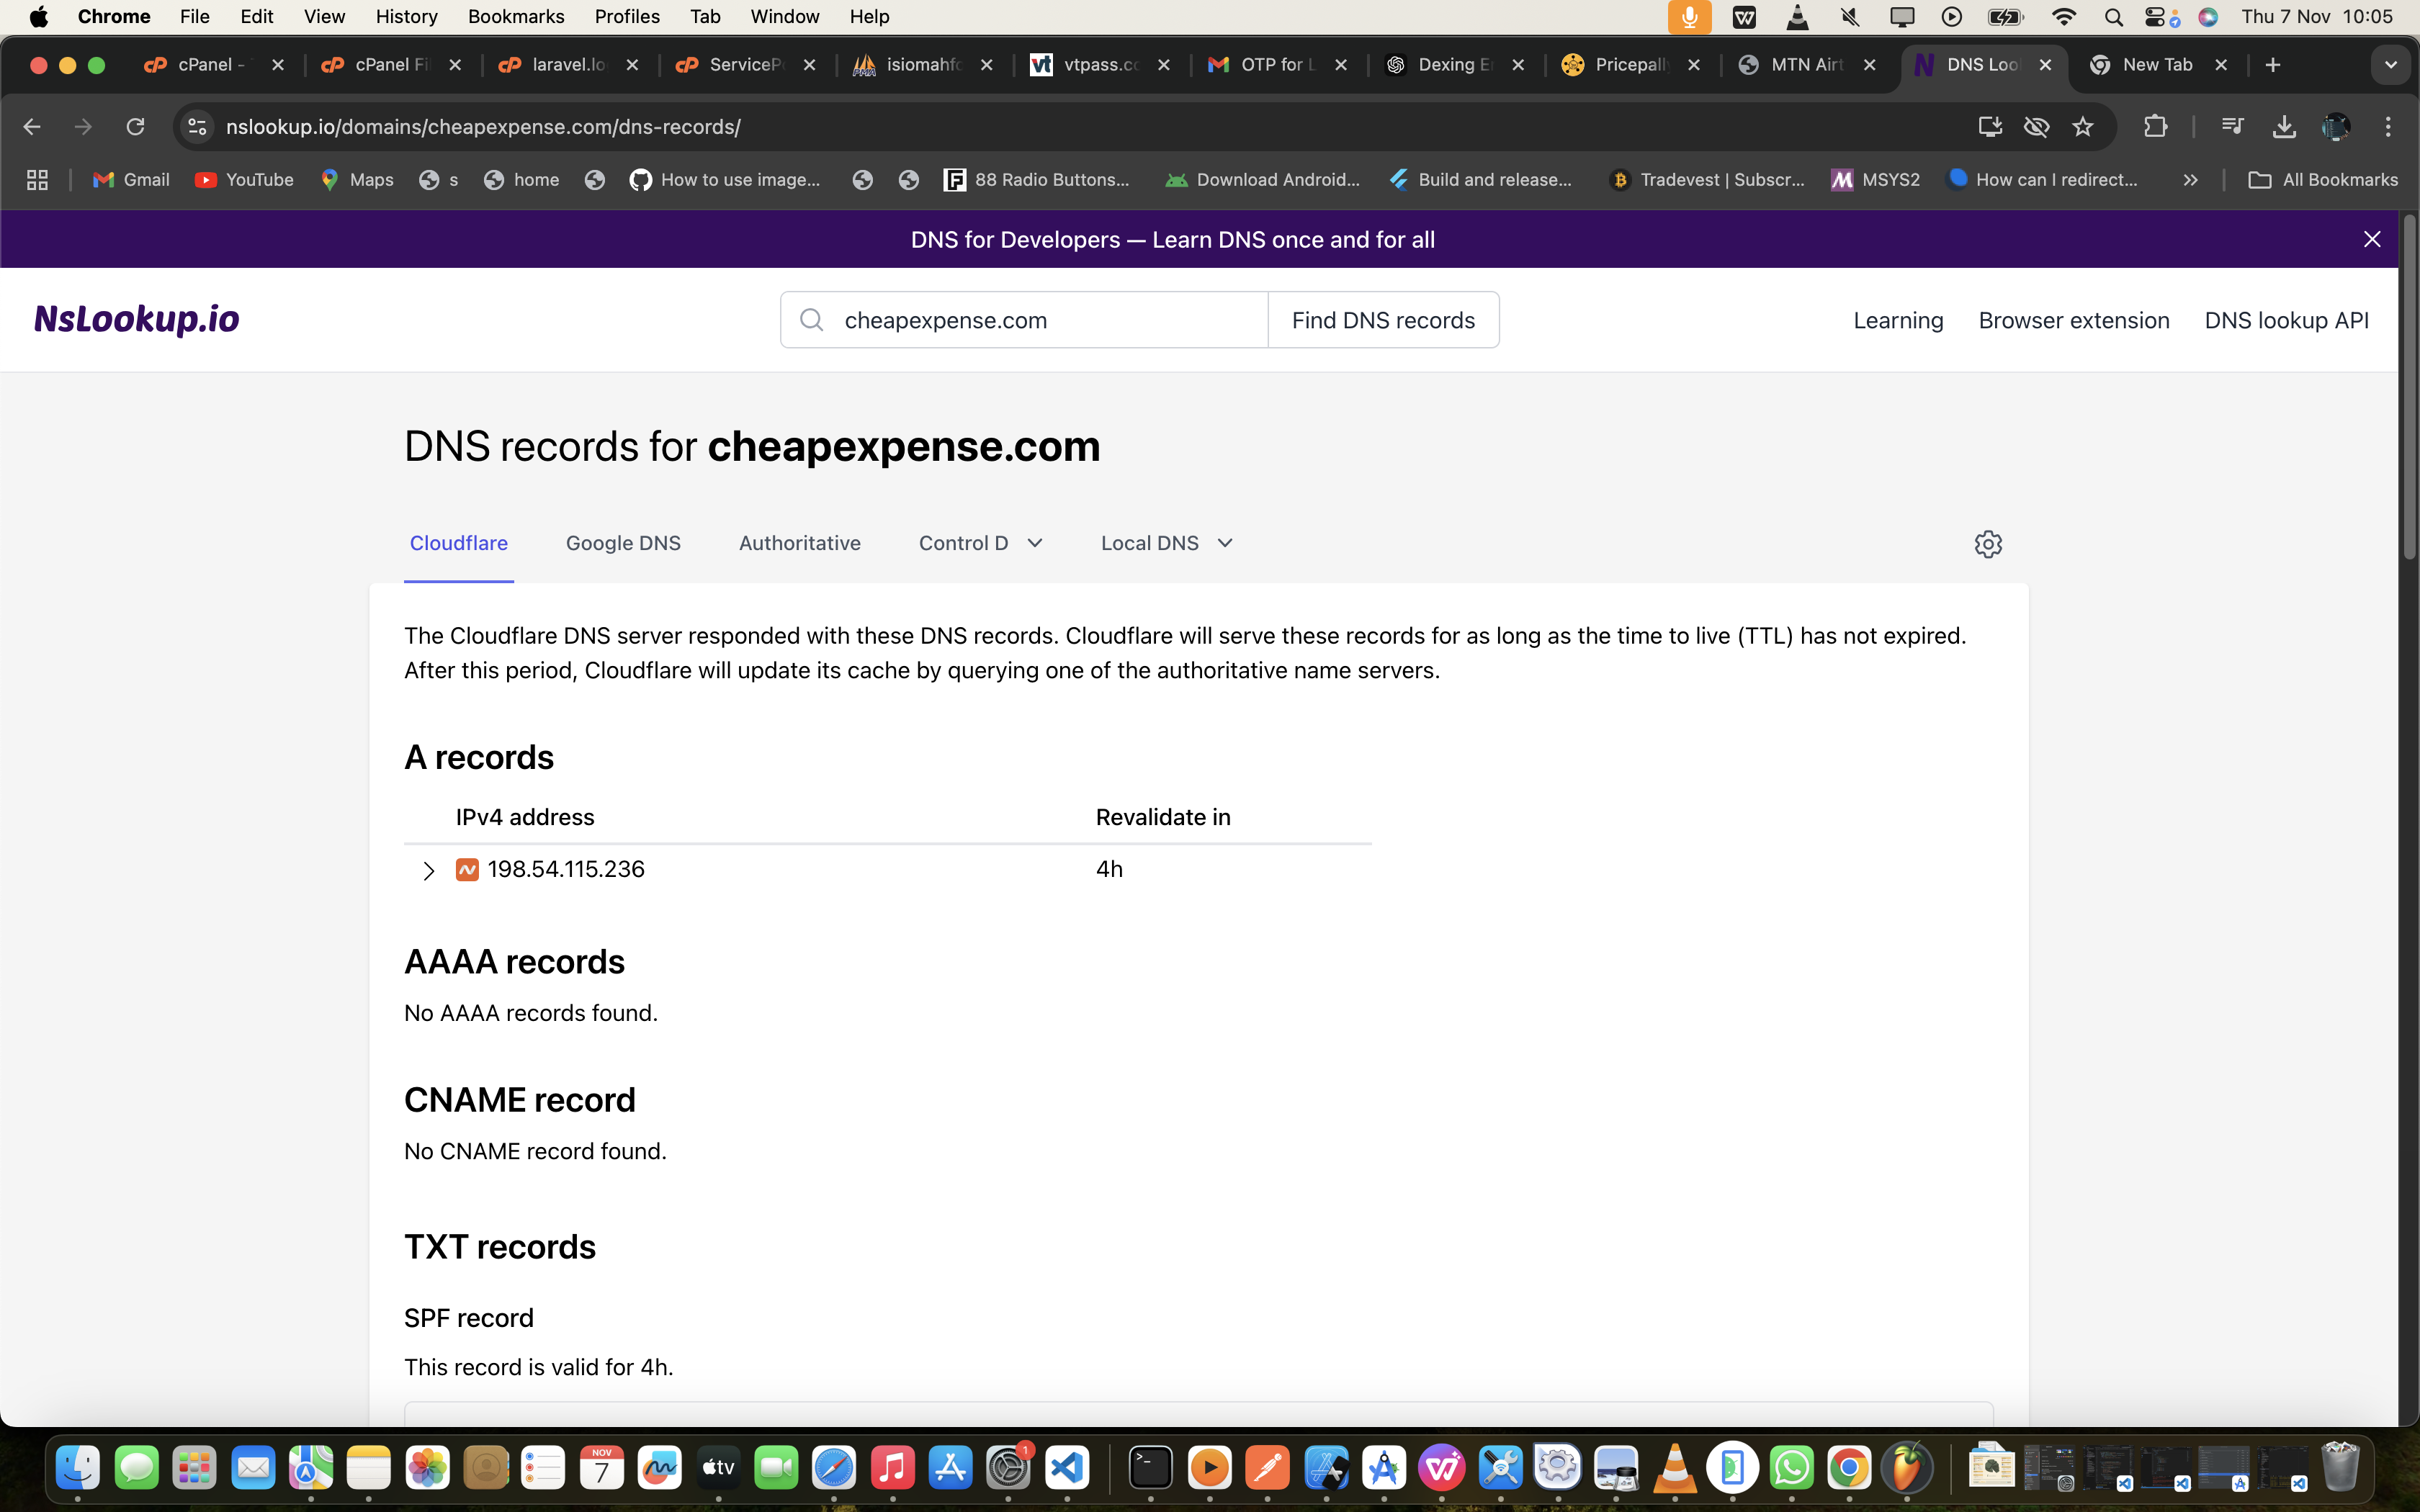 Chrome File Edit View History Bookmarks Profiles Tab Window Help Thu 7 Nov 10:05
cPanel - cPanel Fi laravel.lo ServiceP isiomahfo vtpass.cc OTP for L Dexing E Pricepall MTN Airt DNS Loo New Tab
nslookup.io/domains/cheapexpense.com/dns-records/
Gmail YouTube Maps s home How to use image... 88 Radio Buttons... Download Android... Build and release... Tradevest | Subscr... MSYS2 How can I redirect... All Bookmarks
DNS for Developers — Learn DNS once and for all
NsLookup.io cheapexpense.com Find DNS records Learning Browser extension DNS lookup API
DNS records for cheapexpense.com
Cloudflare Google DNS Authoritative Control D Local DNS
The Cloudflare DNS server responded with these DNS records. Cloudflare will serve these records for as long as the time to live (TTL) has not expired.
After this period, Cloudflare will update its cache by querying one of the authoritative name servers.
A records
IPv4 address Revalidate in
198.54.115.236 4h
AAAA records
No AAAA records found.
CNAME record
No CNAME record found.
TXT records
SPF record
This record is valid for 4h.
NOV
7
tv
1